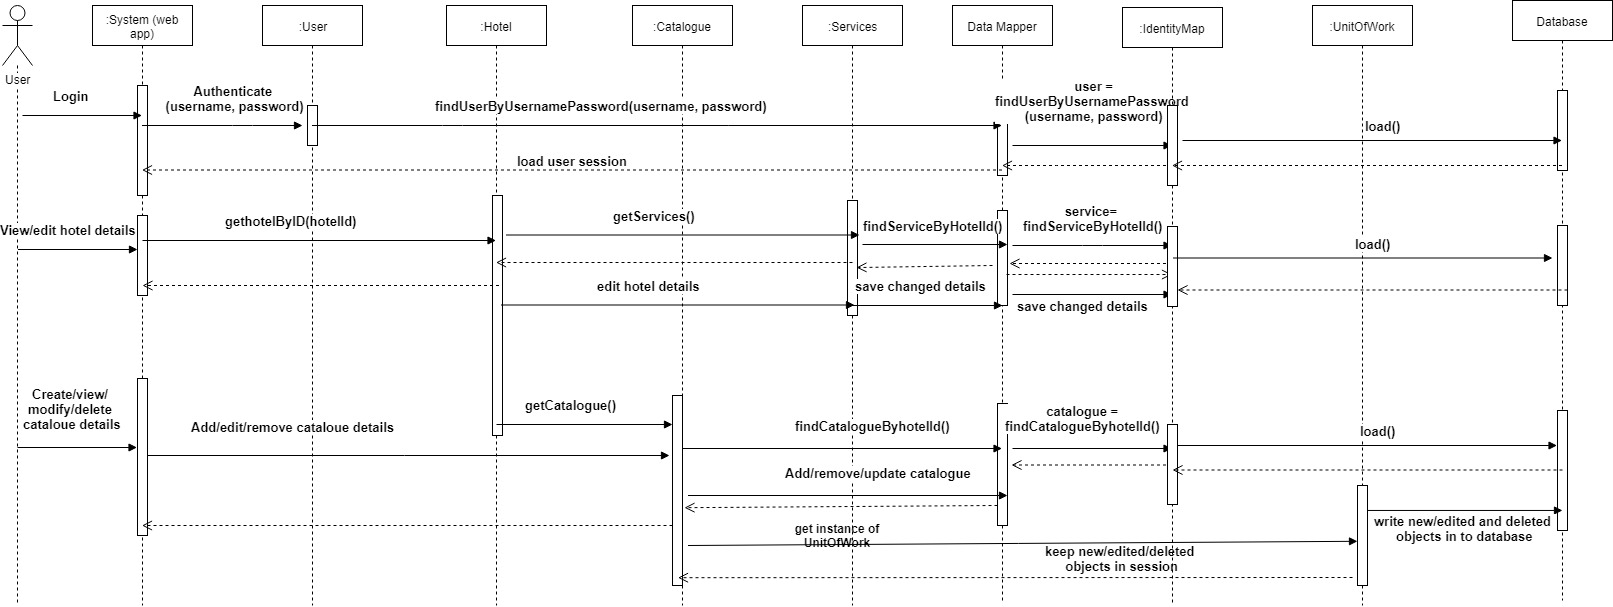 :System (web
app)
:User
:Hotel
:Catalogue
:Services
Data Mapper
:IdentityMap
:UnitOfWork
Database
User
Login
Authenticate
(username, password)
findUserByUsernamePassword(username, password)
user =
findUserByUsernamePassword
(username, password)
load()
load user session
View/edit hotel details
gethotelByID(hotelId)
getServices()
findServiceByHotelId()
service=
findServiceByHotelId()
load()
edit hotel details
save changed details
save changed details
Create/view/
modify/delete
cataloue details
Add/edit/remove cataloue details
getCatalogue()
findCatalogueByhotelId()
catalogue =
findCatalogueByhotelId()
load()
Add/remove/update catalogue
get instance of
UnitOfWork
write new/edited and deleted
objects in to database
keep new/edited/deleted
objects in session